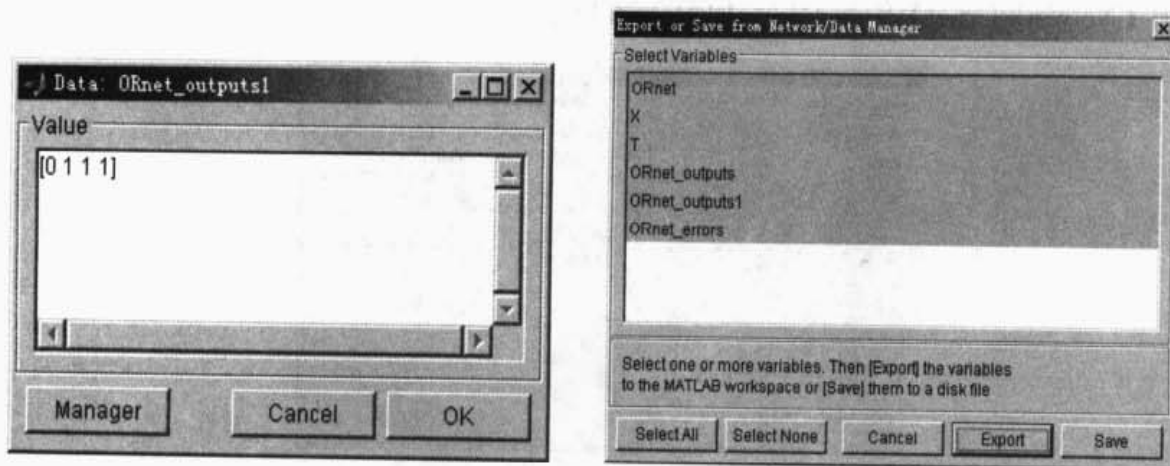 Data: ORnet_outputs1
Value
[0 1 1 1]
Manager
Cancel
OK
Export or Save from Network/Data Manager
Select Variables
ORnet
X
T
ORnet_outputs
ORnet_outputs1
ORnet_errors
Select one or more variables. Then [Export] the variables
to the MATLAB workspace or [Save] them to a disk file
Select All
Select None
Cancel
Export
Save